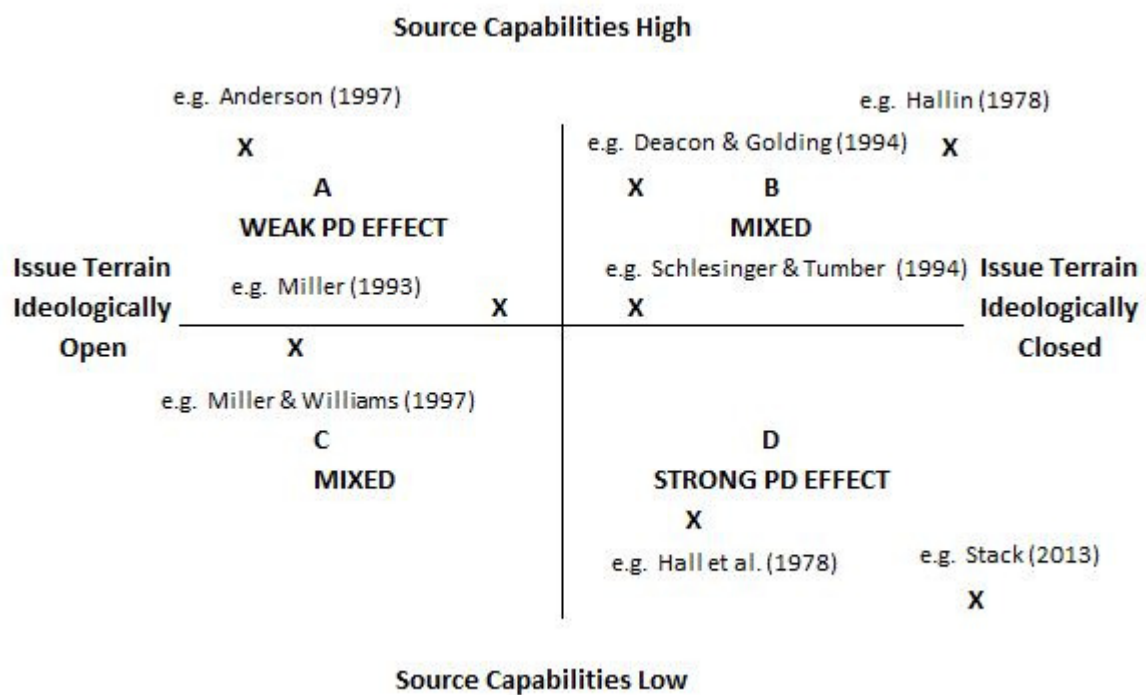 Source Capabilities High
e.g. Anderson (1997)
e.g. Hallin (1978)
X
e.g. Deacon & Golding (1994)
X
A
X
B
WEAK PD EFFECT
MIXED
Issue Terrain
Ideologically
Open
e.g. Miller (1993)
X
e.g. Schlesinger & Tumber (1994)
X
Issue Terrain
Ideologically
Closed
X
e.g. Miller & Williams (1997)
C
MIXED
D
STRONG PD EFFECT
X
e.g. Hall et al. (1978)
e.g. Stack (2013)
X
Source Capabilities Low